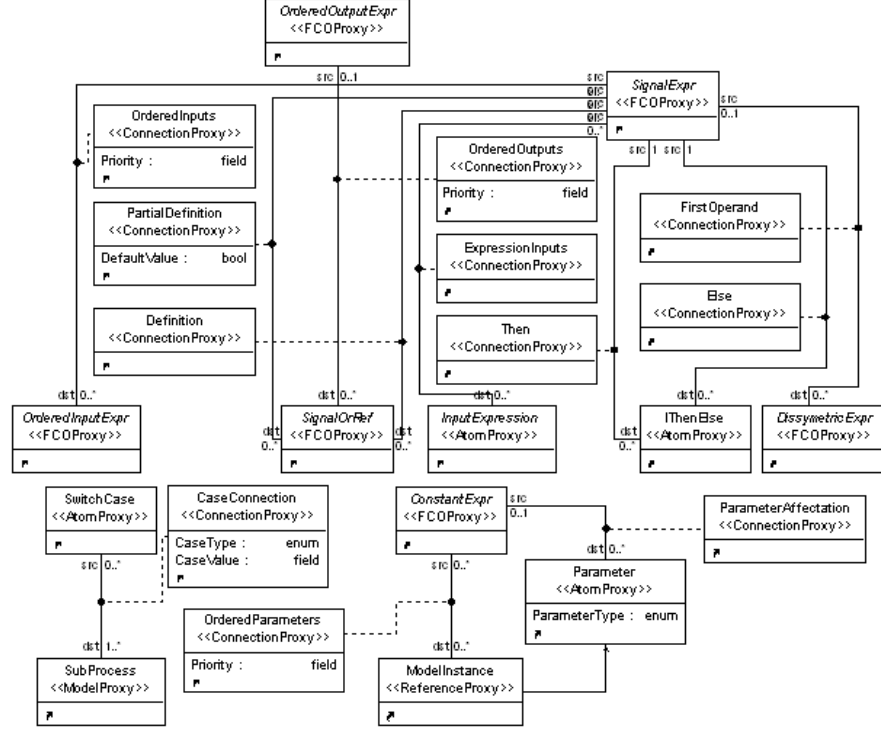 OrderedOutputExpr
<<FCOProxy>>
src 0..1
src
src
src
src
0..*
SignalExpr
<<FCOProxy>>
src
0..1
src 1 src 1
OrderedInputs
<<ConnectionProxy>>
Priority : field
OrderedOutputs
<<ConnectionProxy>>
Priority : field
PartialDefinition
<<ConnectionProxy>>
DefaultValue : bool
FirstOperand
<<ConnectionProxy>>
ExpressionInputs
<<ConnectionProxy>>
Else
<<ConnectionProxy>>
Definition
<<ConnectionProxy>>
Then
<<ConnectionProxy>>
dst 0..*
dst 0..*
dst 0..*
dst 0..*
dst 0..*
OrderedInputExpr
<<FCOProxy>>
dst
0..*
SignalOrRef
<<FCOProxy>>
dst
0..*
InputExpression
<<AtomProxy>>
dst
0..*
IThenElse
<<AtomProxy>>
DissymetricExpr
<<FCOProxy>>
SwitchCase
<<AtomProxy>>
src 0..*
CaseConnection
<<ConnectionProxy>>
CaseType : enum
CaseValue : field
ConstantExpr
<<FCOProxy>>
src
0..1
src 0..*
ParameterAffectation
<<ConnectionProxy>>
dst 0..*
Parameter
<<AtomProxy>>
ParameterType : enum
OrderedParameters
<<ConnectionProxy>>
Priority : field
dst 1..*
SubProcess
<<ModelProxy>>
dst 0..*
ModelInstance
<<ReferenceProxy>>